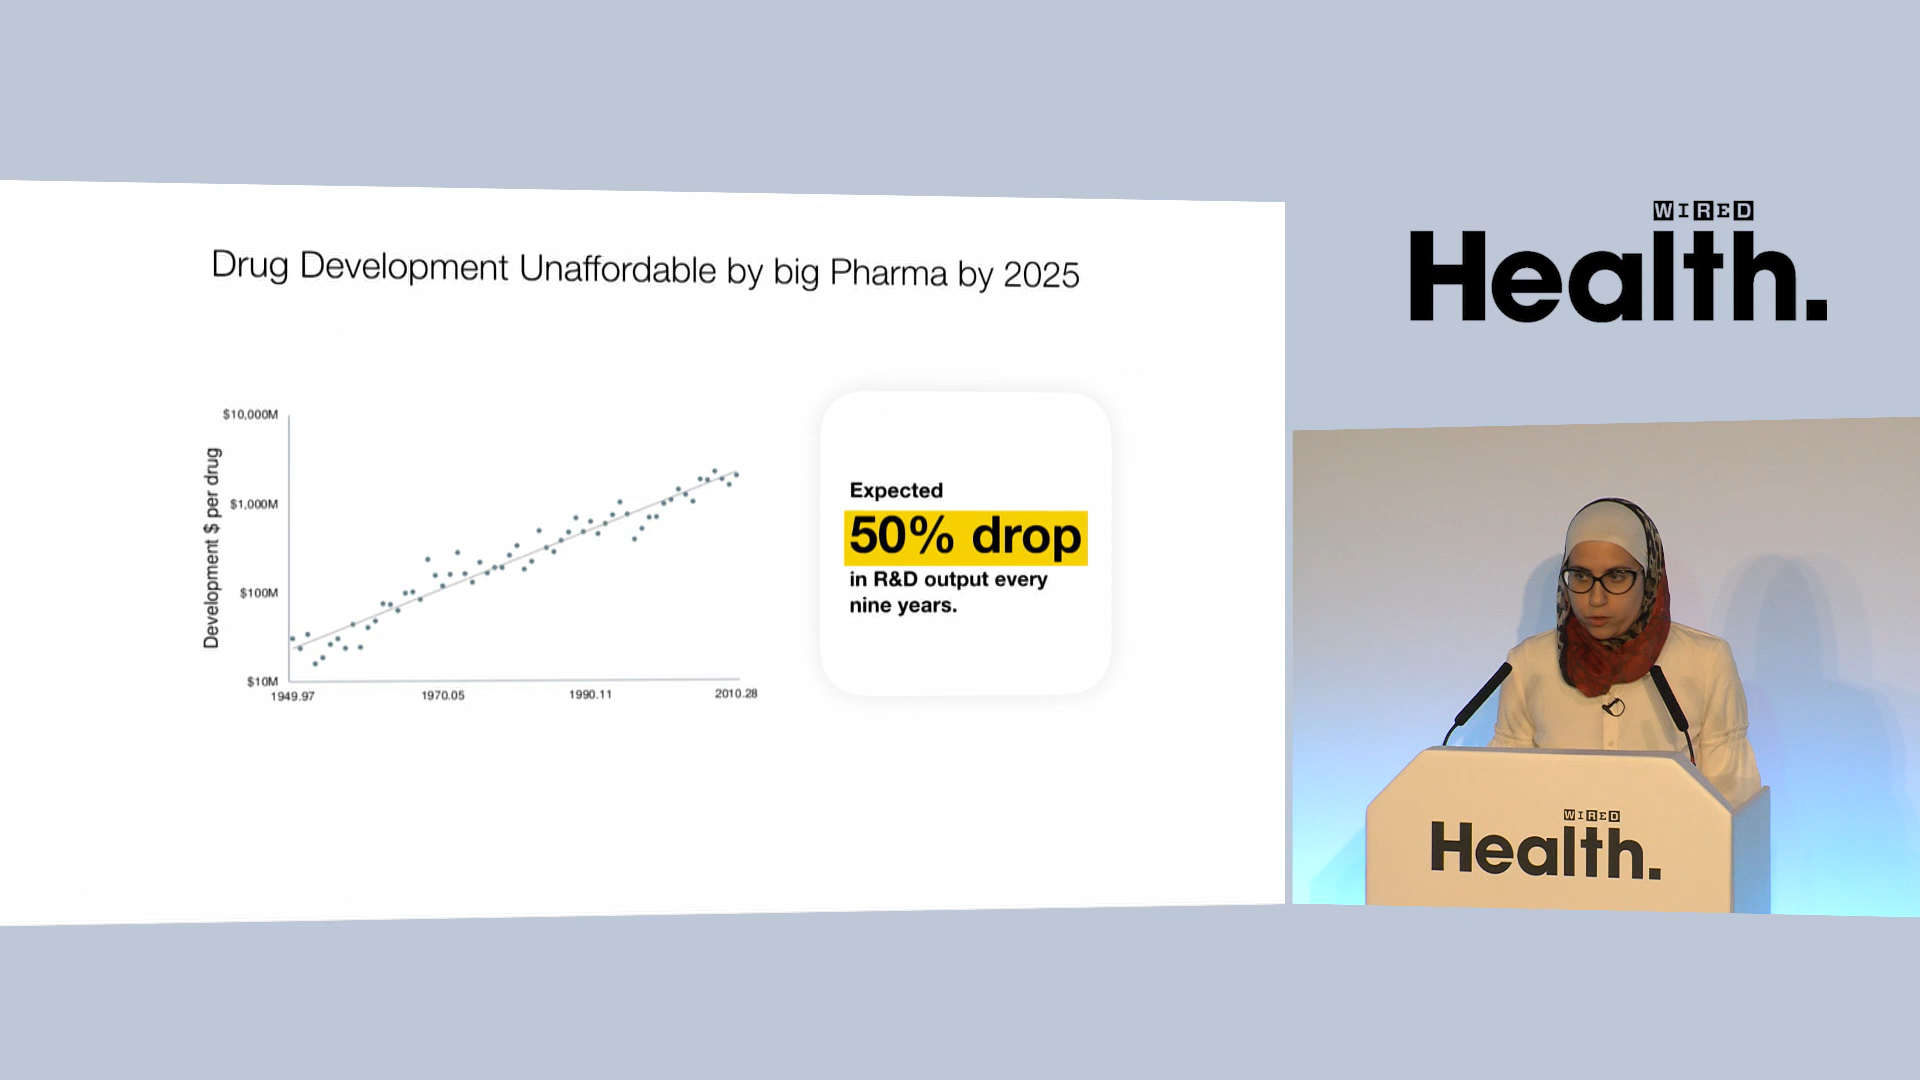 Drug Development Unaffordable by big Pharma by 2025
Development $ per drug
$10,000M
$1,000M
$100M
$10M
1949.97
1970.05
1990.11
2010.28
Expected
50% drop
in R&D output every
nine years.
WIRED
Health.
WIRED
Health.